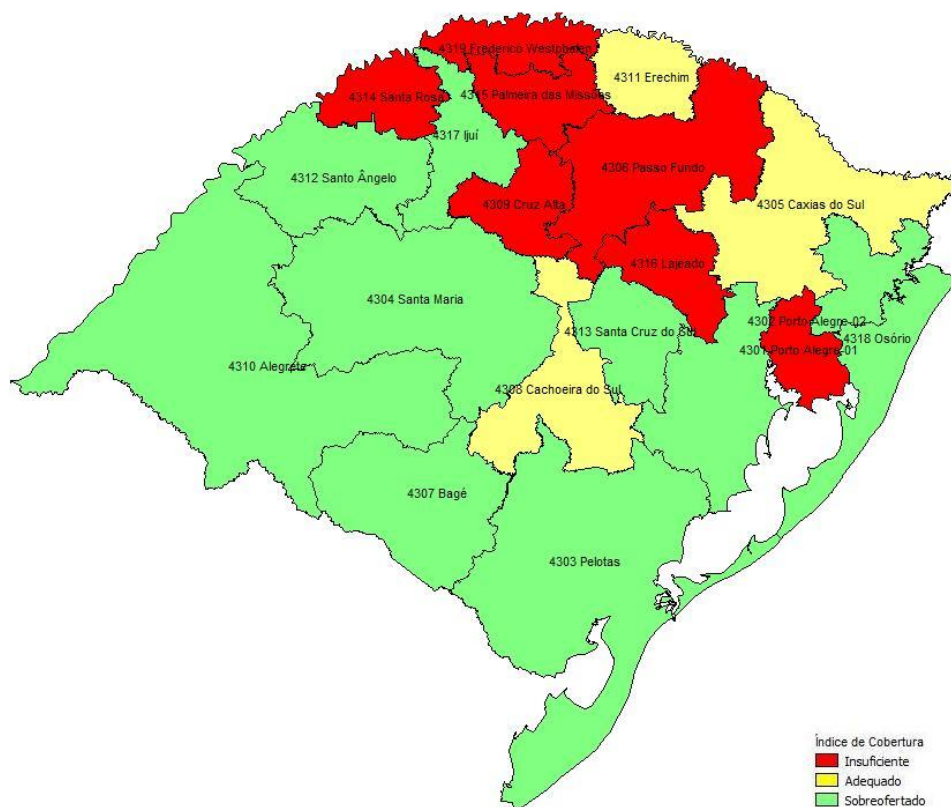 4319 Frederico Westphalen
4311 Erechim
4314 Santa Rosa
4315 Palmeira das Missões
4317 Ijuí
4306 Passo Fundo
4312 Santo Ângelo
4309 Cruz Alta
4305 Caxias do Sul
4316 Lajeado
4304 Santa Maria
4302 Porto Alegre-02
4313 Santa Cruz do Sul
4318 Osório
4301 Porto Alegre-01
4310 Alegrete
4308 Cachoeira do Sul
4307 Bagé
4303 Pelotas
Índice de Cobertura
Insuficiente
Adequado
Sobreofertado